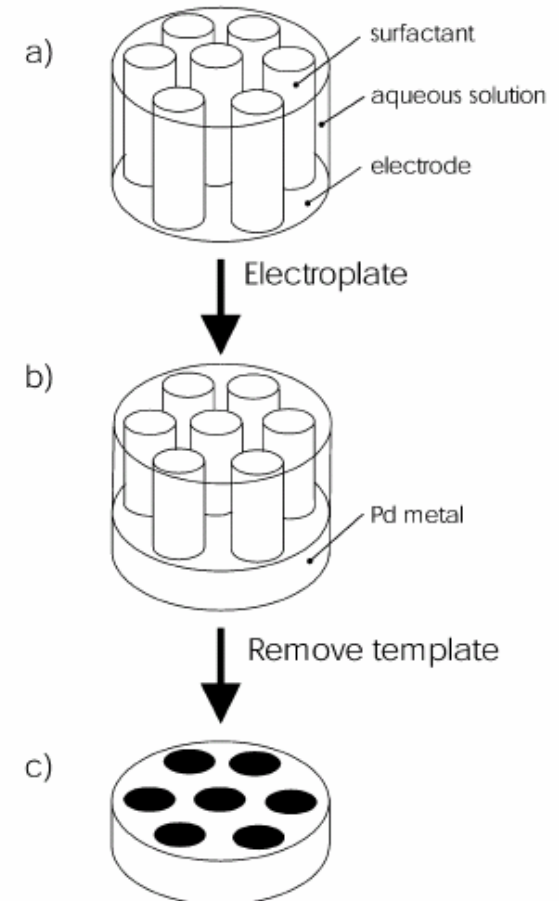 a)
surfactant
aqueous solution
electrode
Electroplate
b)
Pd metal
Remove template
c)